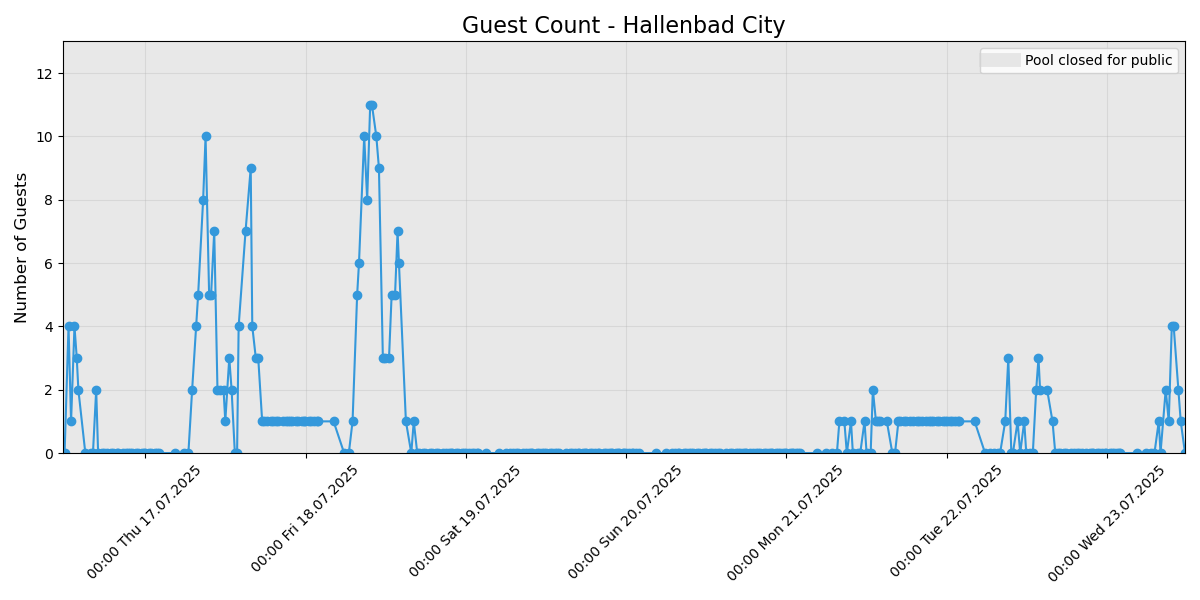 Guest Count - Hallenbad City
Pool closed for public
Number of Guests
12
10
8
6
4
2
0
00:00 Thu 17.07.2025
00:00 Fri 18.07.2025
00:00 Sat 19.07.2025
00:00 Sun 20.07.2025
00:00 Mon 21.07.2025
00:00 Tue 22.07.2025
00:00 Wed 23.07.2025